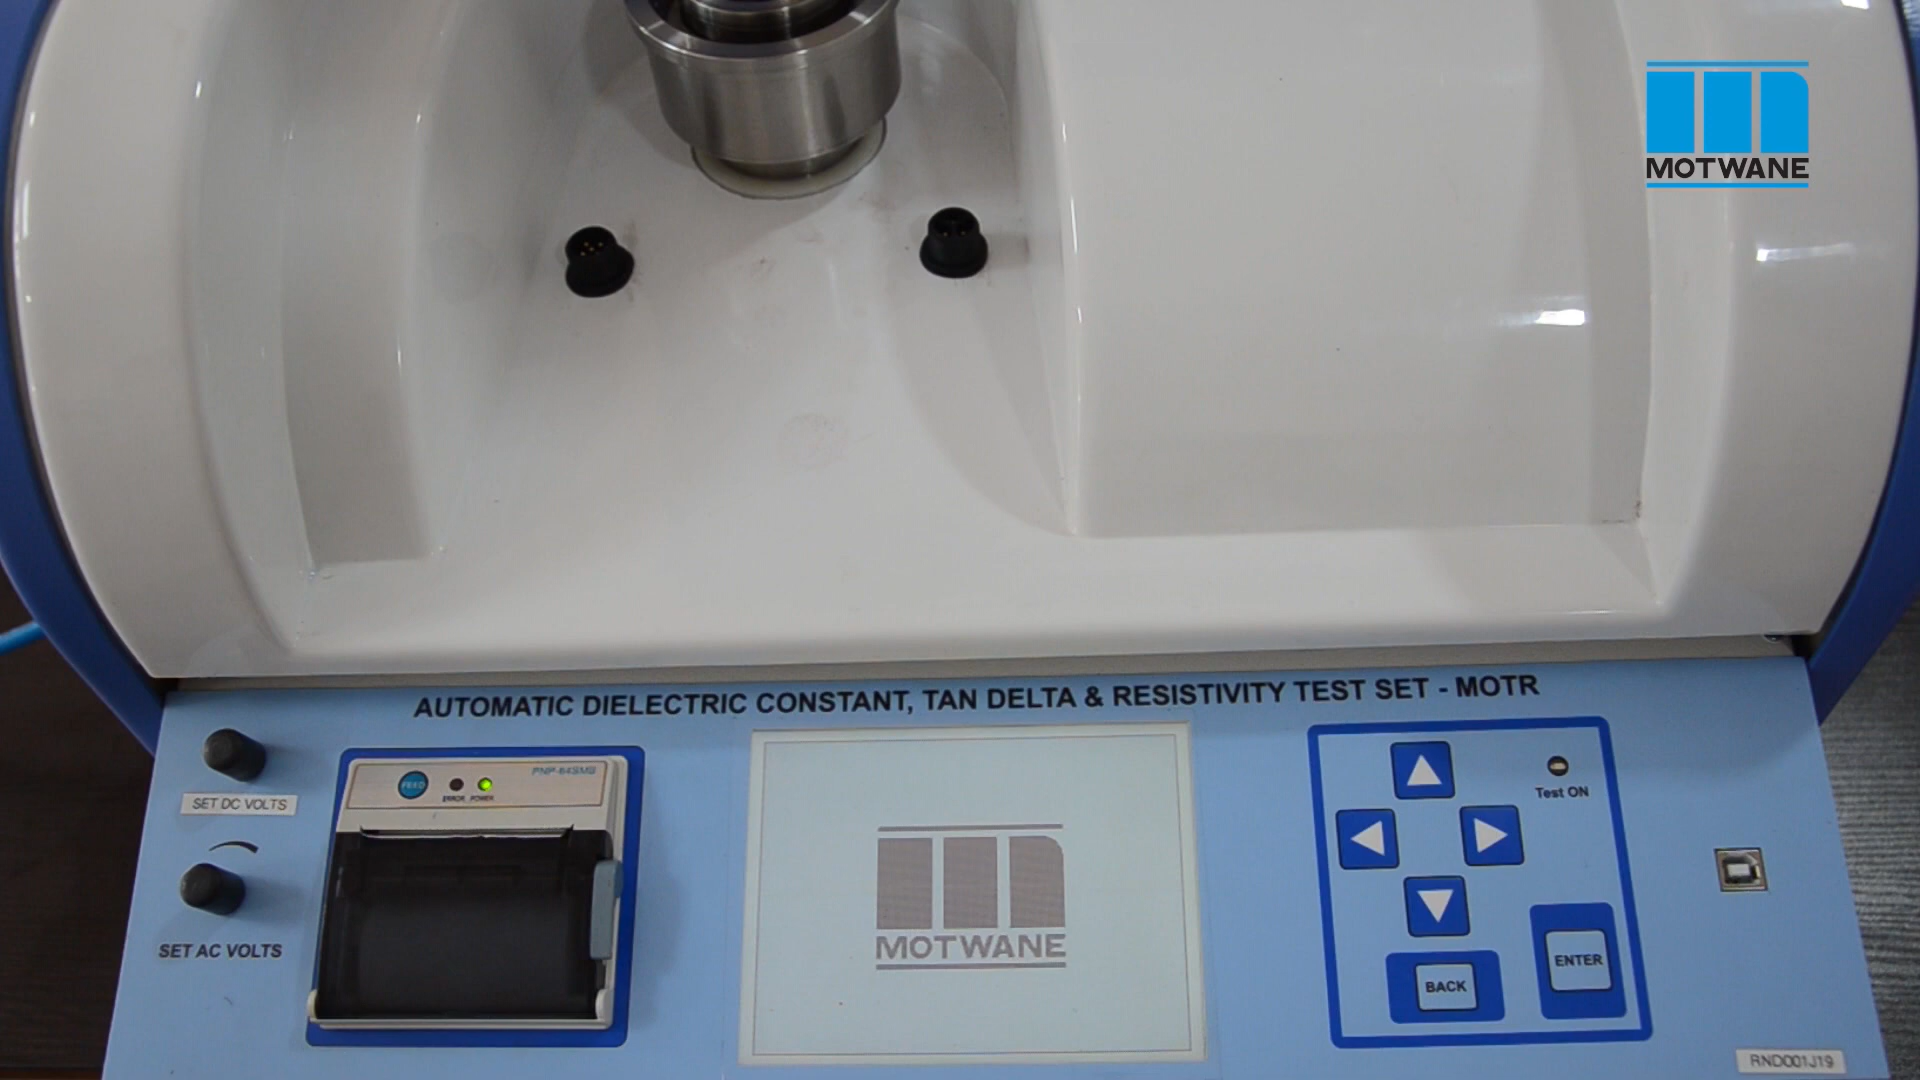 MOTWANE
AUTOMATIC DIELECTRIC CONSTANT, TAN DELTA & RESISTIVITY TEST SET - MOTR
SET DC VOLTS
SET AC VOLTS
FEED
ERROR POWER
PNP-64SMB
MOTWANE
Test ON
BACK
ENTER
RND001J19